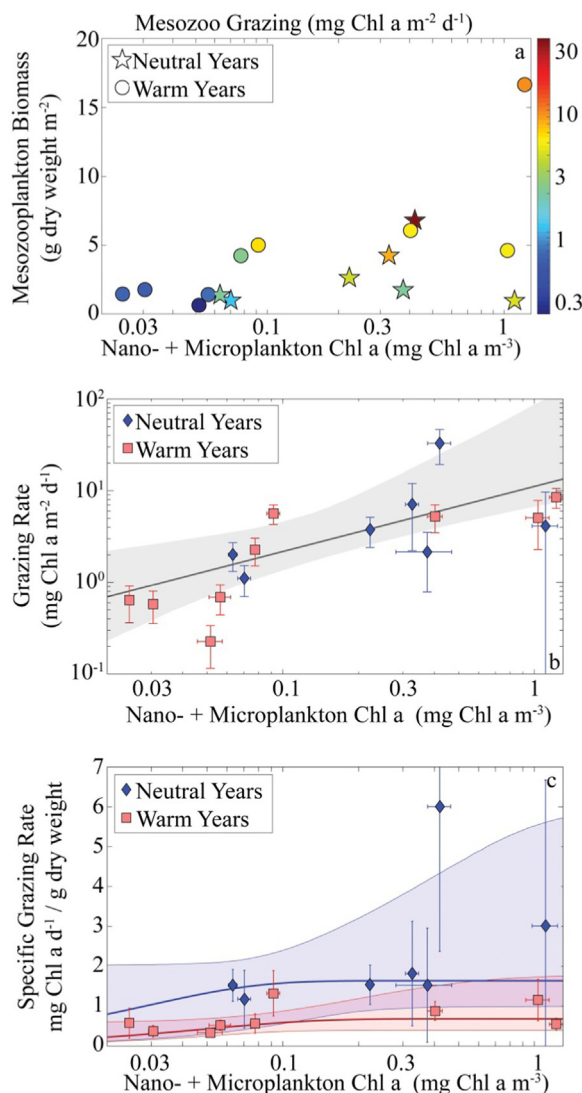 Mesozoo Grazing (mg Chl a m-2 d-1)
a
Neutral Years
Warm Years
20
15
10
5
0
Mesozooplankton Biomass
(g dry weight m-2)
0.03 0.1 0.3 1
Nano- + Microplankton Chl a (mg Chl a m-3)
30
10
3
1
0.3
Neutral Years
Warm Years
10²
10¹
10⁰
10-1
Grazing Rate
(mg Chl a m-2 d-1)
b
0.03 0.1 0.3 1
Nano- + Microplankton Chl a (mg Chl a m-3)
c
Neutral Years
Warm Years
7
6
5
4
3
2
1
0
Specific Grazing Rate
mg Chl a d-1 / g dry weight
0.03 0.1 0.3 1
Nano- + Microplankton Chl a (mg Chl a m-3)